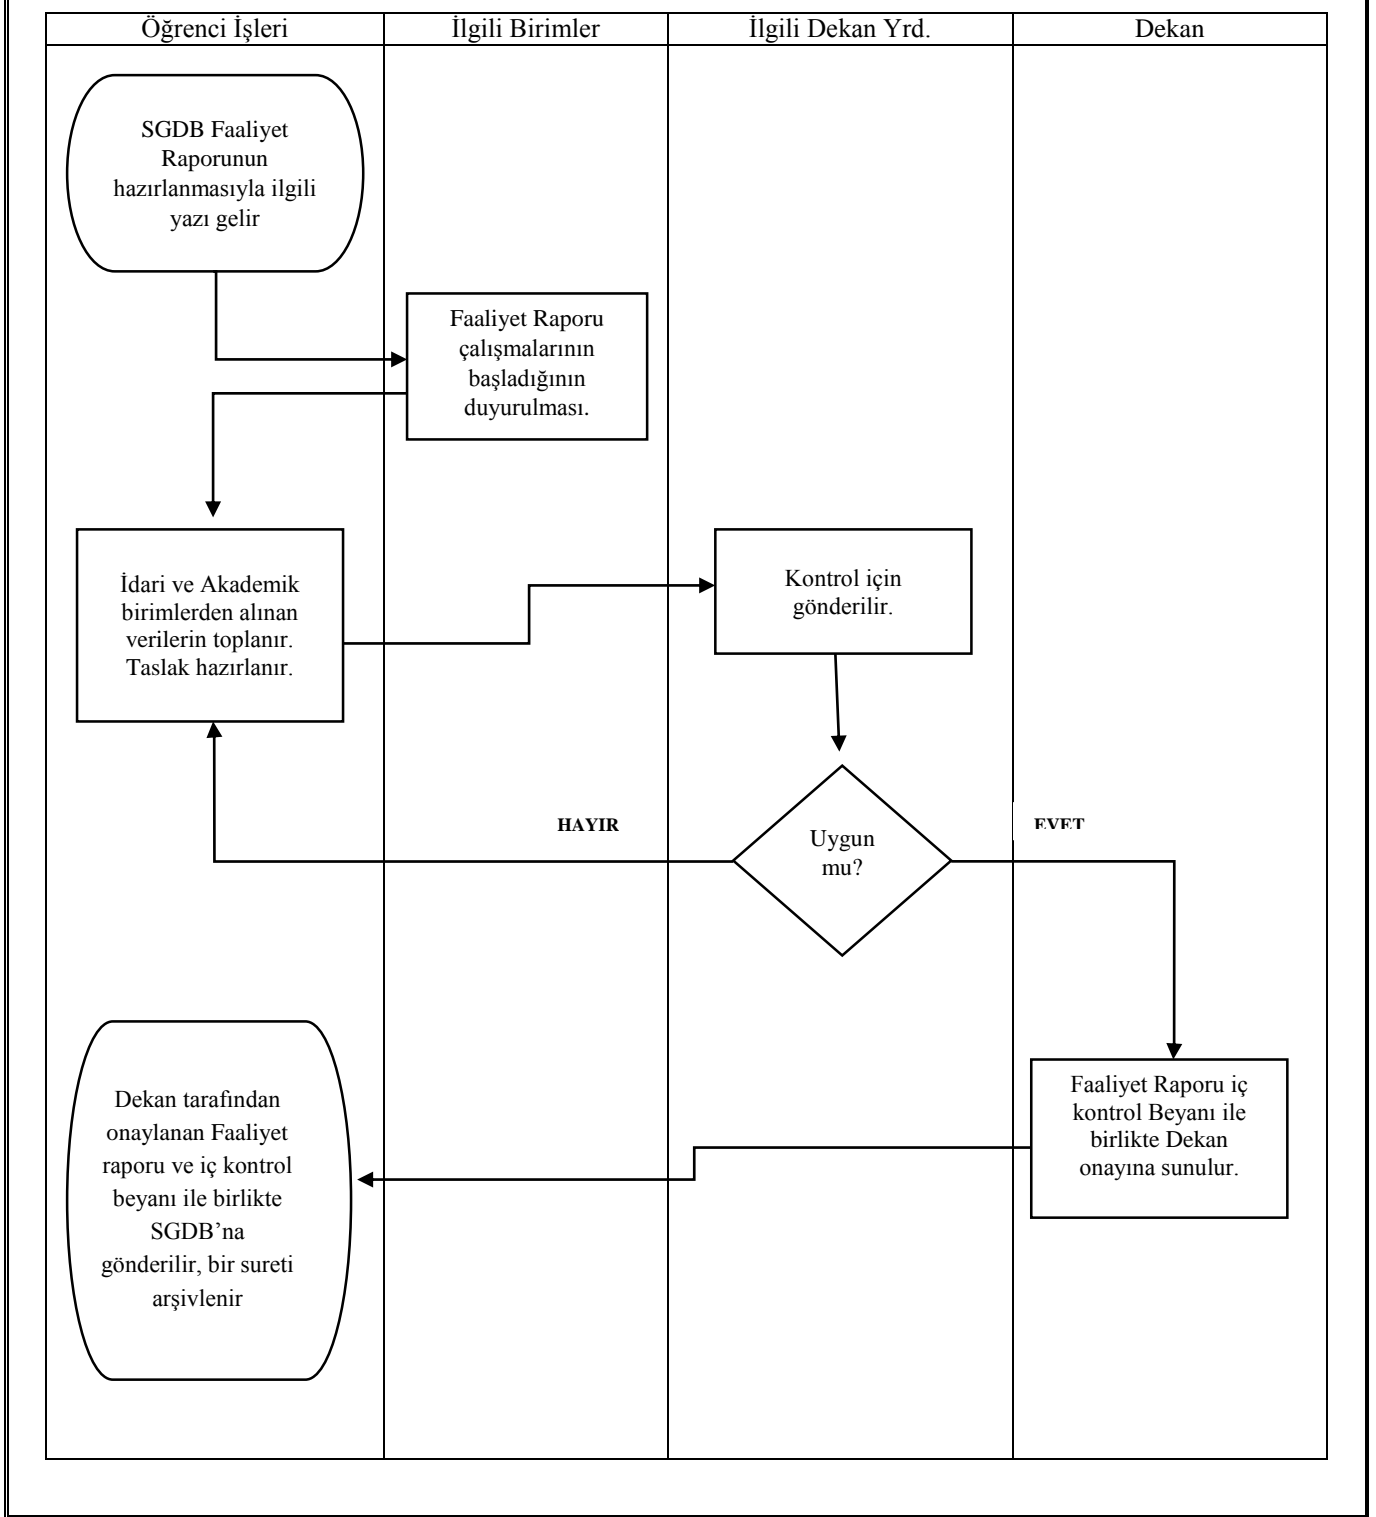 Öğrenci İşleri
İlgili Birimler
İlgili Dekan Yrd.
Dekan
SGDB Faaliyet
Raporunun
hazırlanmasıyla ilgili
yazı gelir
Faaliyet Raporu
çalışmalarının
başladığının
duyurulması.
İdari ve Akademik
birimlerden alınan
verilerin toplanır.
Taslak hazırlanır.
Kontrol için
gönderilir.
HAYIR
Uygun
mu?
EVET
Faaliyet Raporu iç
kontrol Beyanı ile
birlikte Dekan
onayına sunulur.
Dekan tarafından
onaylanan Faaliyet
raporu ve iç kontrol
beyanı ile birlikte
SGDB’na
gönderilir, bir sureti
arşivlenir